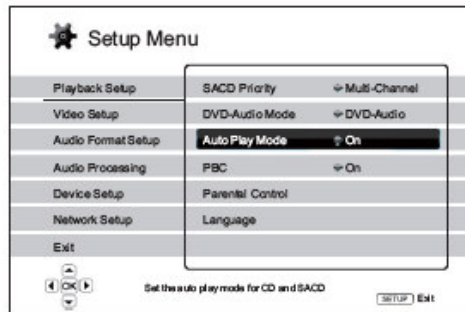 Setup Menu
Playback Setup
Video Setup
Audio Format Setup
Audio Processing
Device Setup
Network Setup
Exit
SACD Priority Multi-Channel
DVD-Audio Mode DVD-Audio
Auto Play Mode On
PBC On
Parental Control
Language
OK
Set the auto play mode for CD and SACD
SETUP Exit